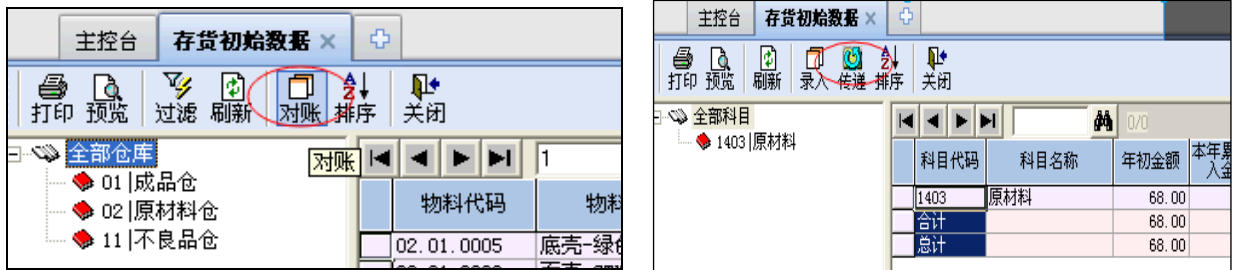 主控台 存货初始数据
打印 预览 过滤 刷新 对账 排序 关闭
全部仓库
对账
1
01|成品仓
02|原材料仓
11|不良品仓
物料代码
02.01.0005 底壳-绿
主控台 存货初始数据
打印 预览 刷新 录入 传递 排序 关闭
全部科目
0/0
1403|原材料
科目代码 科目名称 年初金额
1403 原材料 68.00
合计 68.00
总计 68.00